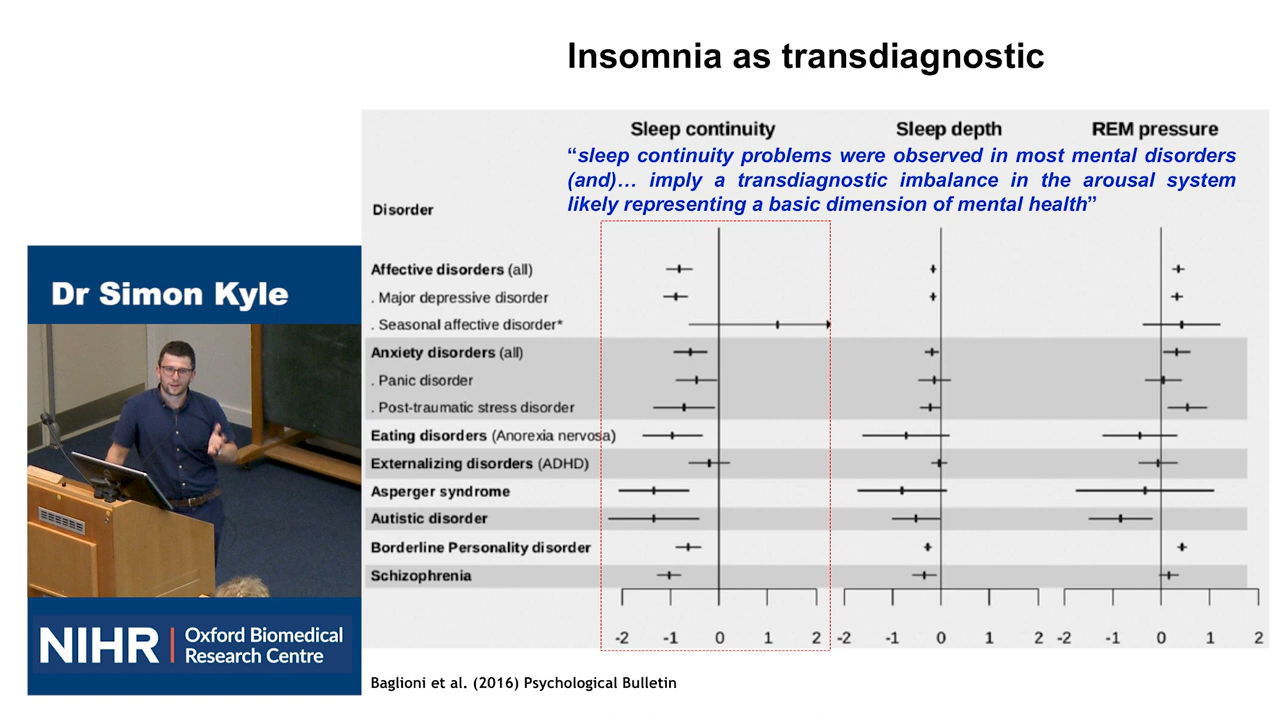 Insomnia as transdiagnostic
Sleep continuity
Sleep depth
REM pressure
“sleep continuity problems were observed in most mental disorders
(and)… imply a transdiagnostic imbalance in the arousal system
likely representing a basic dimension of mental health”
Disorder
Affective disorders (all)
. Major depressive disorder
. Seasonal affective disorder*
Anxiety disorders (all)
. Panic disorder
. Post-traumatic stress disorder
Eating disorders (Anorexia nervosa)
Externalizing disorders (ADHD)
Asperger syndrome
Autistic disorder
Borderline Personality disorder
Schizophrenia
-2 -1 0 1 2
-2 -1 0 1 2
-2 -1 0 1 2
Baglioni et al. (2016) Psychological Bulletin
Dr Simon Kyle
NIHR | Oxford Biomedical
Research Centre